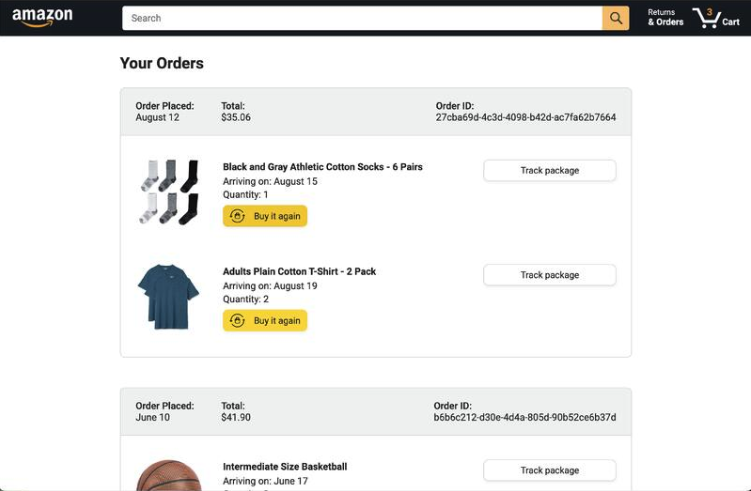 amazon
Search
Returns
& Orders
3
Cart
Your Orders
Order Placed:
August 12
Total:
$35.06
Order ID:
27cba69d-4c3d-4098-b42d-ac7fa62b7664
Black and Gray Athletic Cotton Socks - 6 Pairs
Arriving on: August 15
Quantity: 1
Buy it again
Track package
Adults Plain Cotton T-Shirt - 2 Pack
Arriving on: August 19
Quantity: 2
Buy it again
Track package
Order Placed:
June 10
Total:
$41.90
Order ID:
b6b6c212-d30e-4d4a-805d-90b52ce6b37d
Intermediate Size Basketball
Arriving on: June 17
Track package